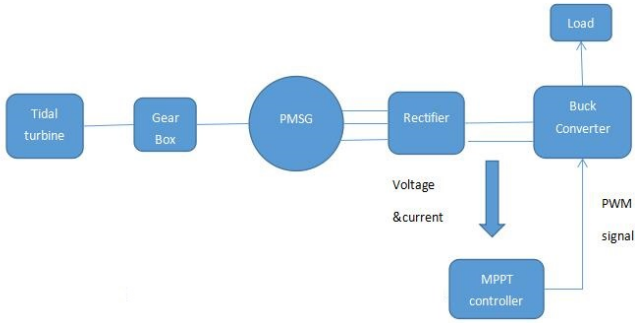 Load
Tidal
turbine
Gear
Box
PMSG
Rectifier
Buck
Converter
Voltage
&current
PWM
signal
MPPT
controller